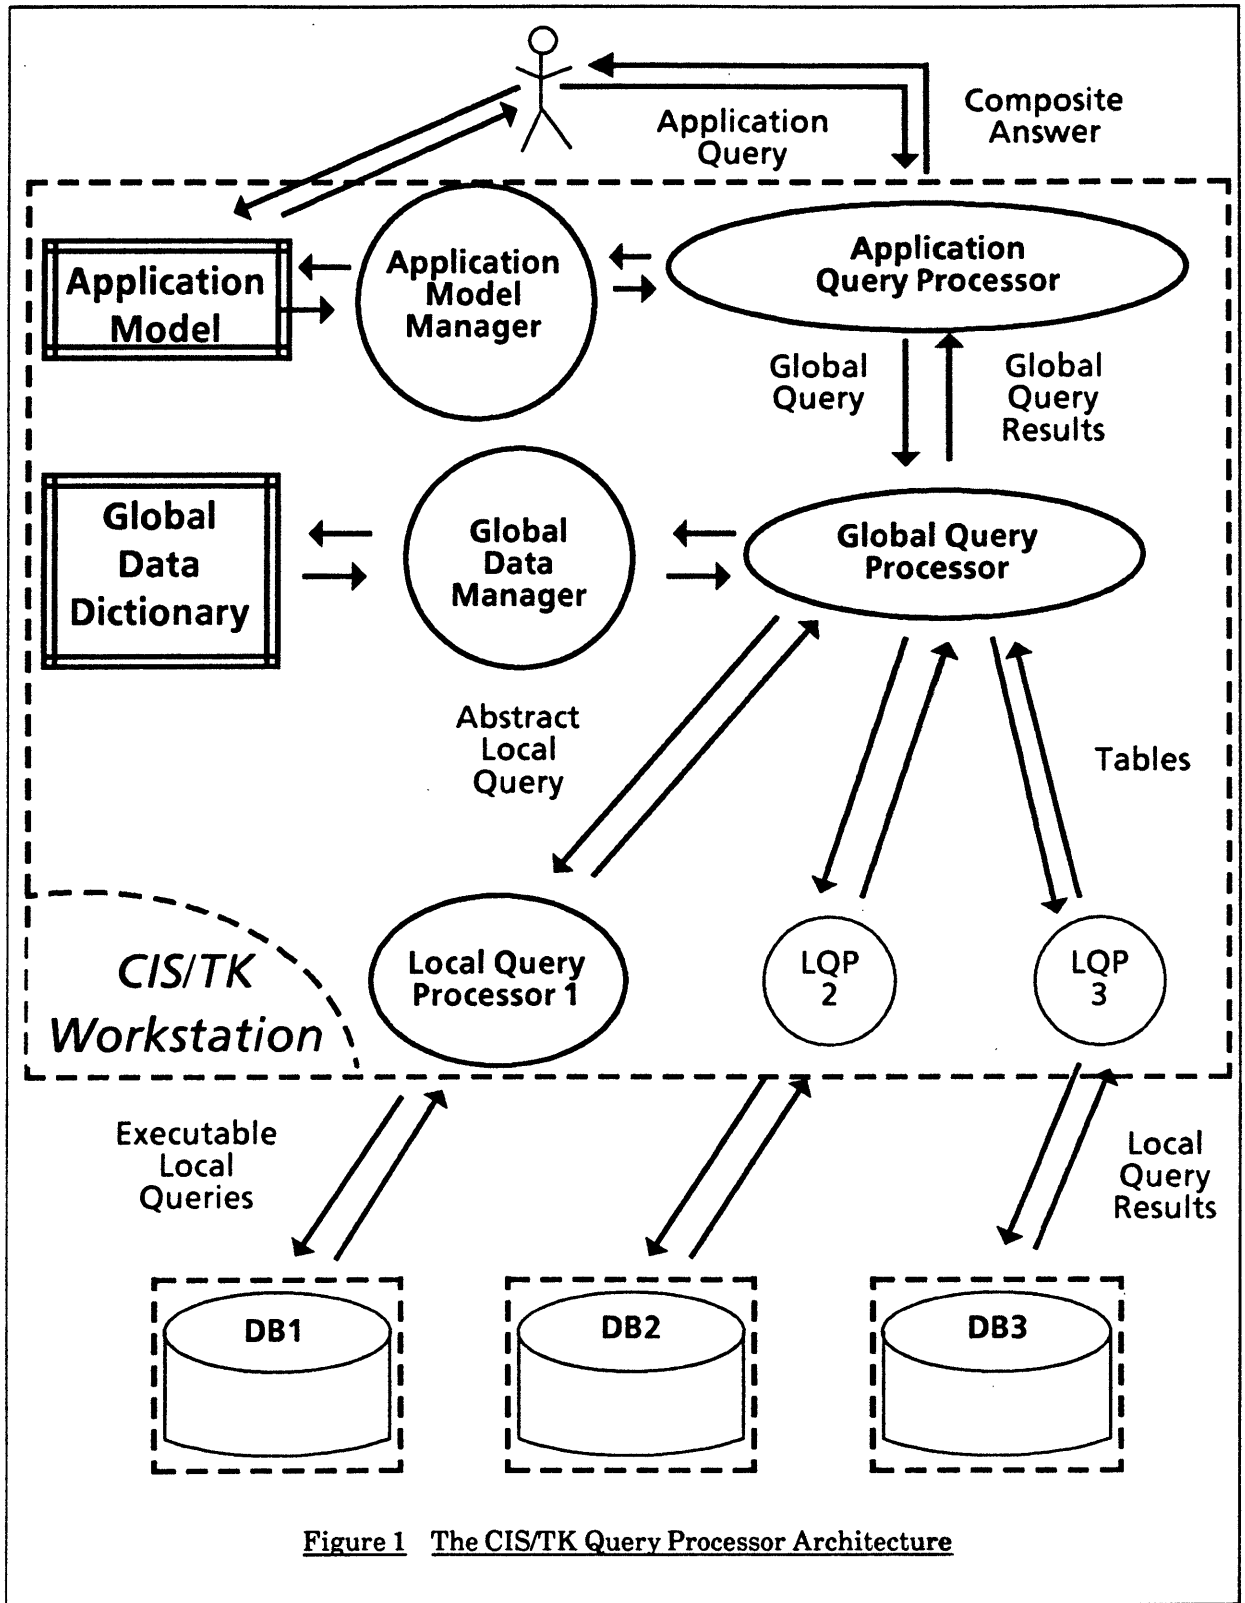 Application
Query
Composite
Answer
Application
Model
Application
Model
Manager
Application
Query Processor
Global
Query
Global
Query
Results
Global
Data
Dictionary
Global
Data
Manager
Global Query
Processor
Abstract
Local
Query
Tables
CIS/TK
Workstation
Local Query
Processor 1
LQP
2
LQP
3
Executable
Local
Queries
Local
Query
Results
DB1
DB2
DB3
Figure 1 The CIS/TK Query Processor Architecture